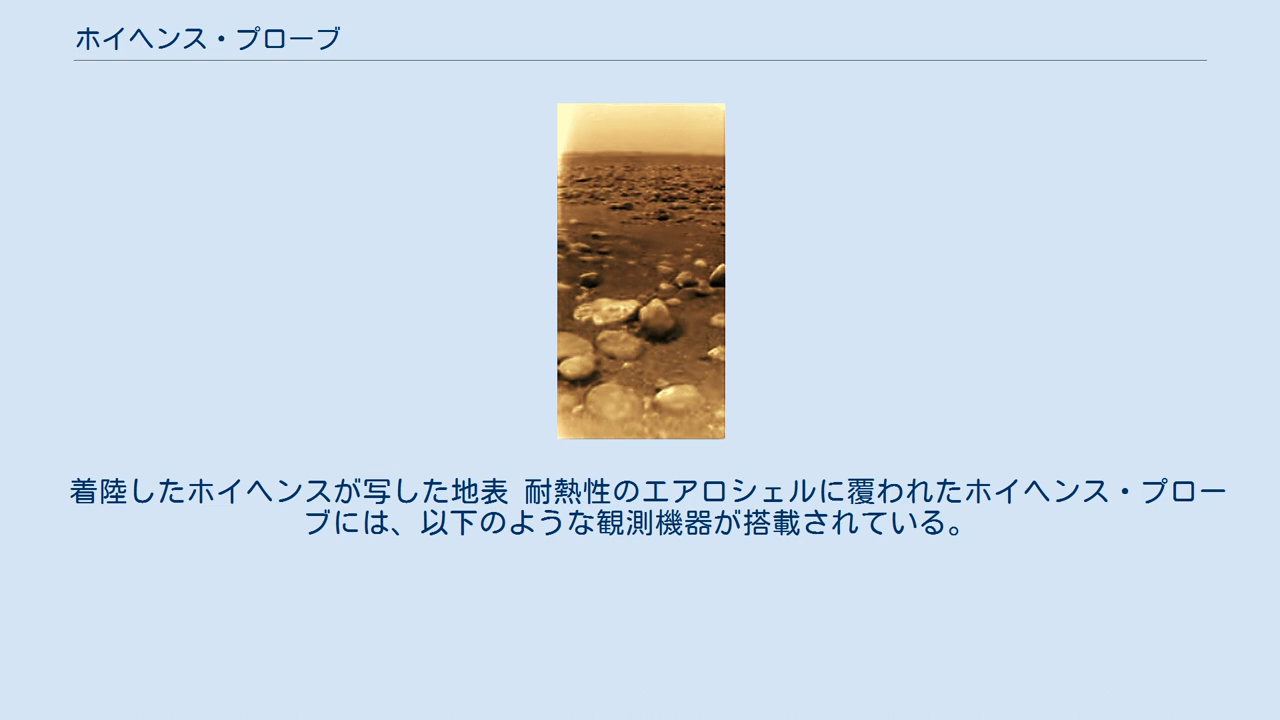 ホイヘンス・プローブ
着陸したホイヘンスが写した地表 耐熱性のエアロシェルに覆われたホイヘンス・プロー
ブには、以下のような観測機器が搭載されている。